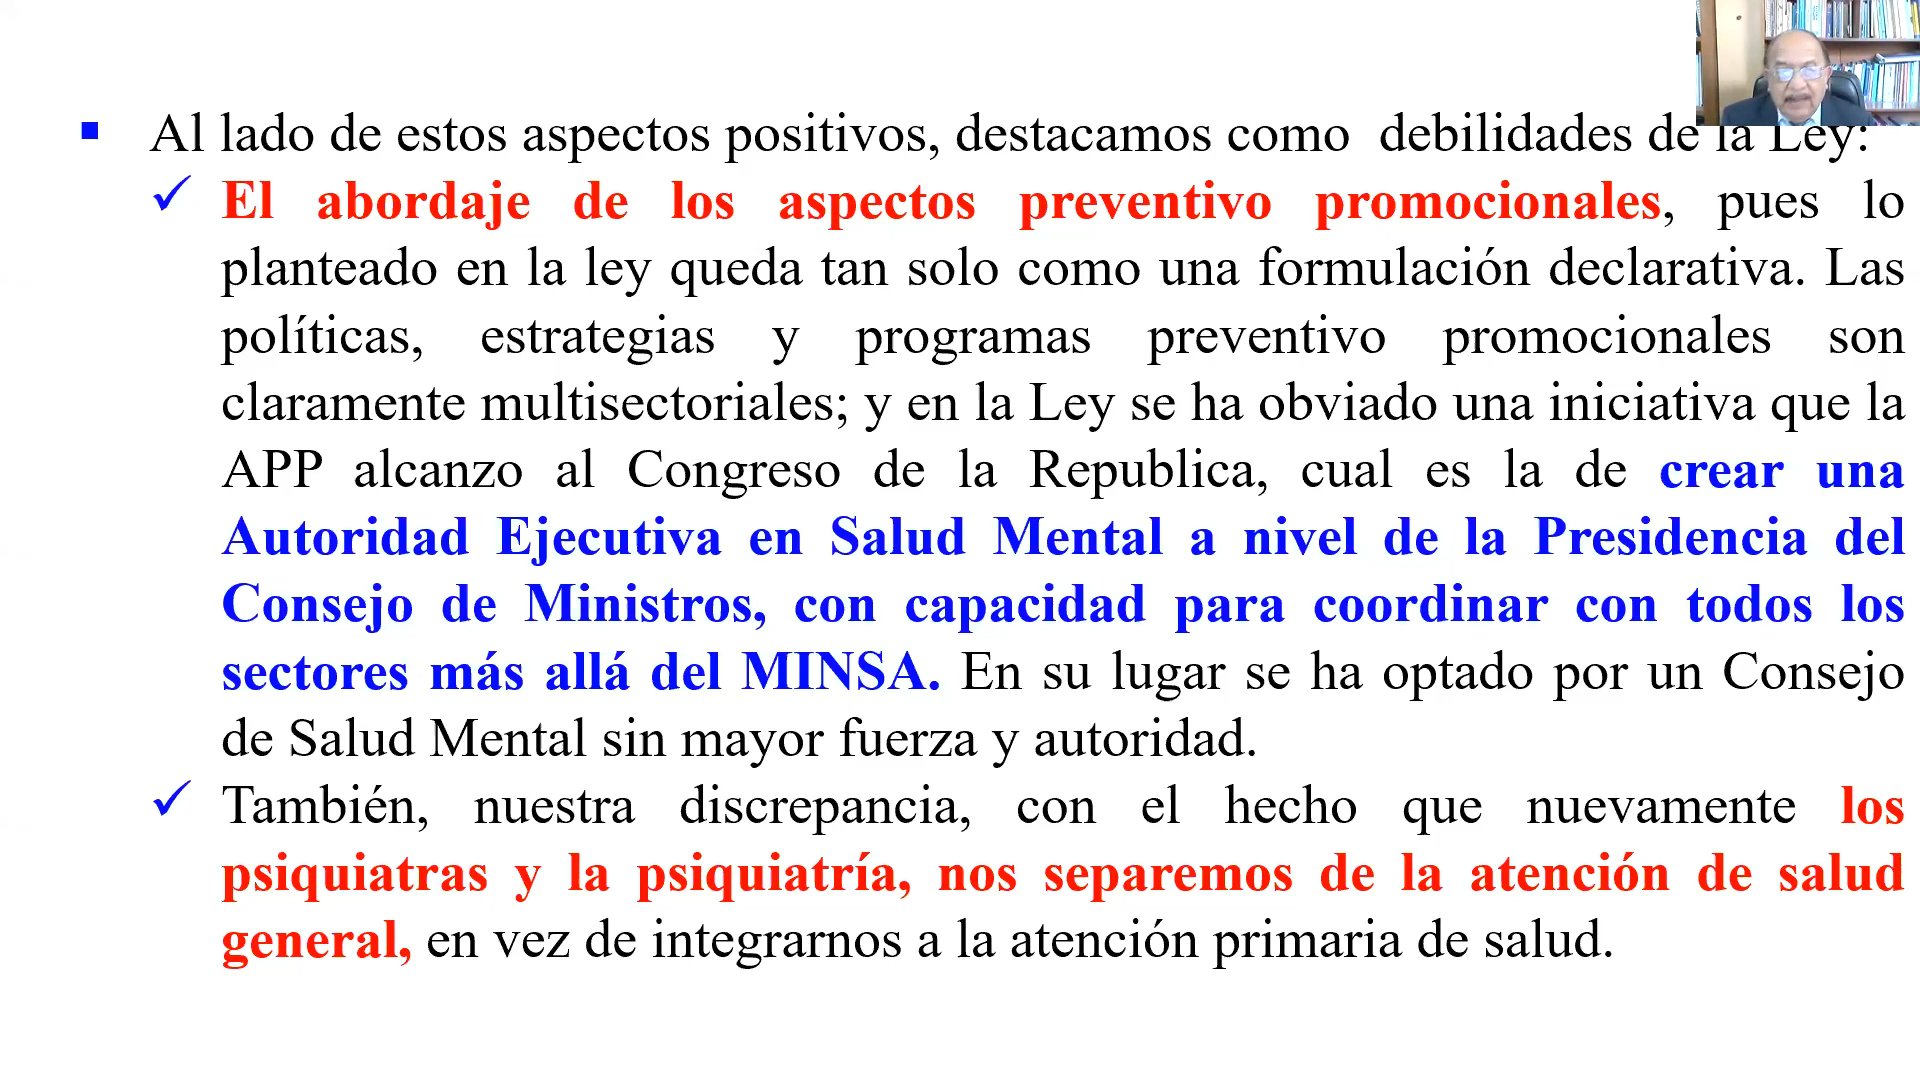 Al lado de estos aspectos positivos, destacamos como debilidades de la Ley:
El abordaje de los aspectos preventivo promocionales, pues lo
planteado en la ley queda tan solo como una formulación declarativa. Las
políticas, estrategias y programas preventivo promocionales son
claramente multisectoriales; y en la Ley se ha obviado una iniciativa que la
APP alcanzo al Congreso de la Republica, cual es la de crear una
Autoridad Ejecutiva en Salud Mental a nivel de la Presidencia del
Consejo de Ministros, con capacidad para coordinar con todos los
sectores más allá del MINSA. En su lugar se ha optado por un Consejo
de Salud Mental sin mayor fuerza y autoridad.
También, nuestra discrepancia, con el hecho que nuevamente los
psiquiatras y la psiquiatría, nos separemos de la atención de salud
general, en vez de integrarnos a la atención primaria de salud.